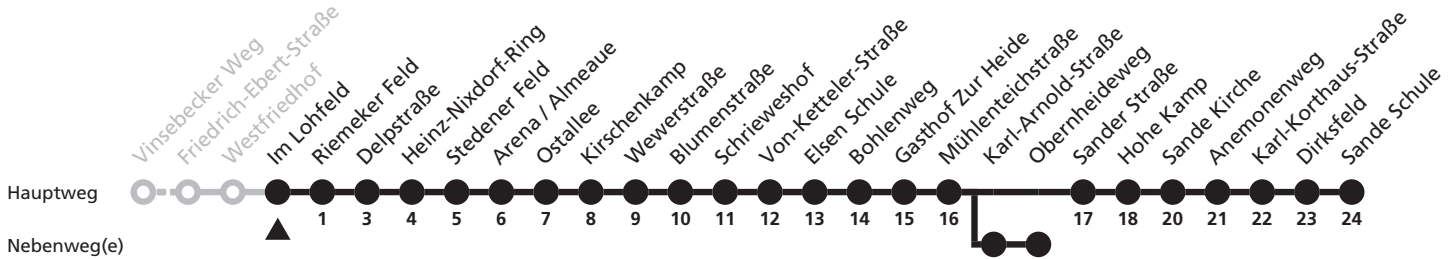 Vinsebecker Weg
Friedrich-Ebert-Straße
Westfriedhof
Im Lohfeld
Riemeker Feld
Delpstraße
Heinz-Nixdorf-Ring
Stedener Feld
Arena / Almeaue
Ostallee
Kirschenkamp
Wewerstraße
Blumenstraße
Schrieweshof
Von-Ketteler-Straße
Elsen Schule
Bohlenweg
Gasthof Zur Heide
Mühlenteichstraße
Karl-Arnold-Straße
Obernheideweg
Sander Straße
Hohe Kamp
Sande Kirche
Anemonenweg
Karl-Korthaus-Straße
Dirksfeld
Sande Schule
Hauptweg
1 3 4 5 6 7 8 9 10 11 12 13 14 15 16 17 18 20 21 22 23 24
Nebenweg(e)